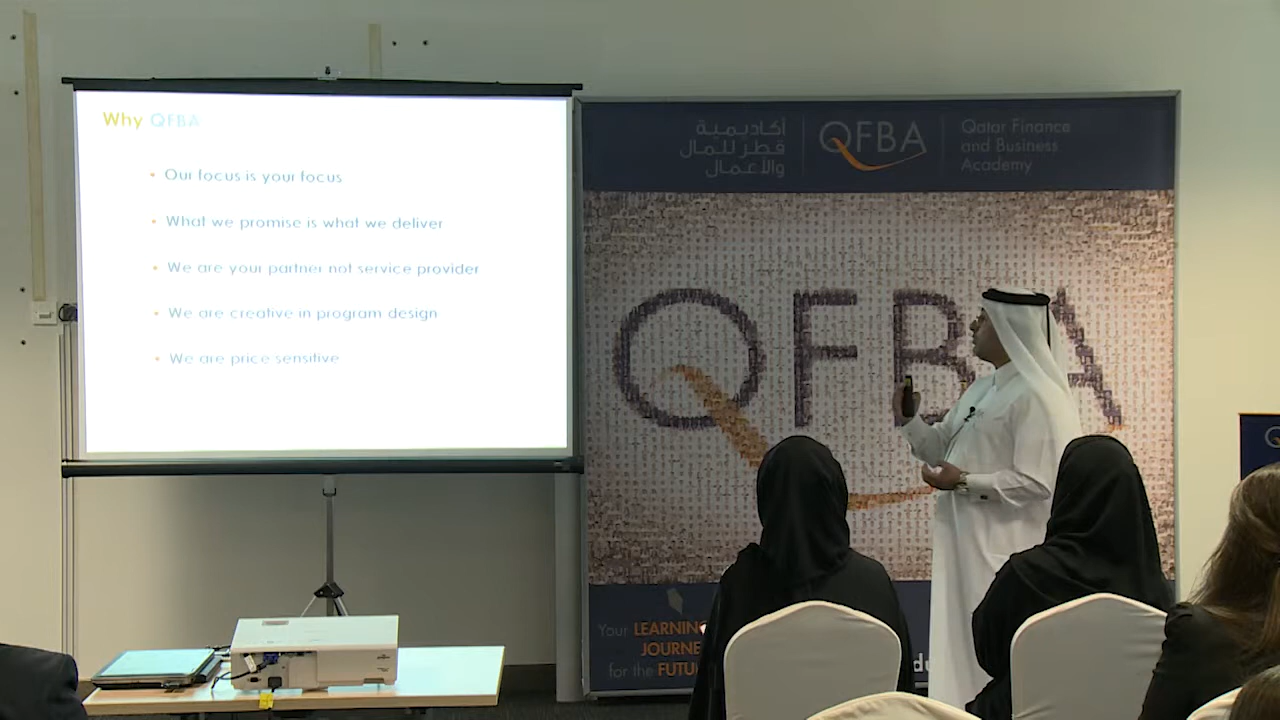 Why QFBA
Our focus is your focus
What we promise is what we deliver
We are your partner not service provider
We are creative in program design
We are price sensitive
أكاديمية
قطر للمال
والأعمال
QFBA
Qatar Finance
and Business
Academy
QFBA
Your LEARNING
for the